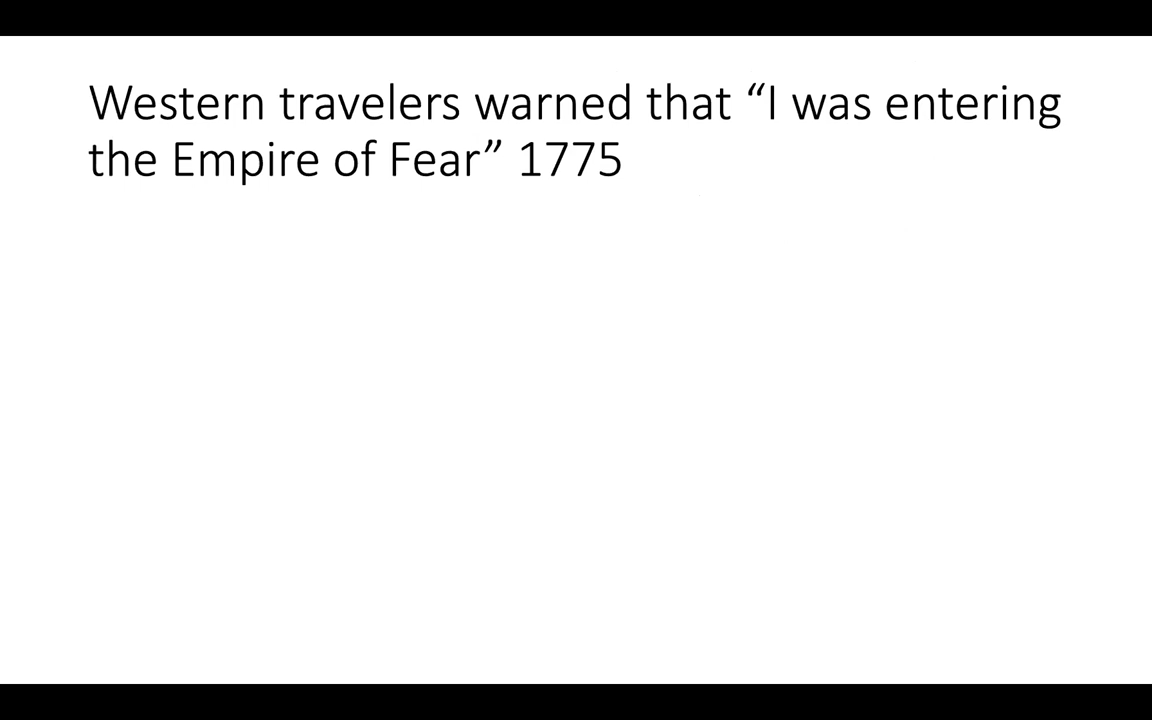 Western travelers warned that “I was entering
the Empire of Fear” 1775